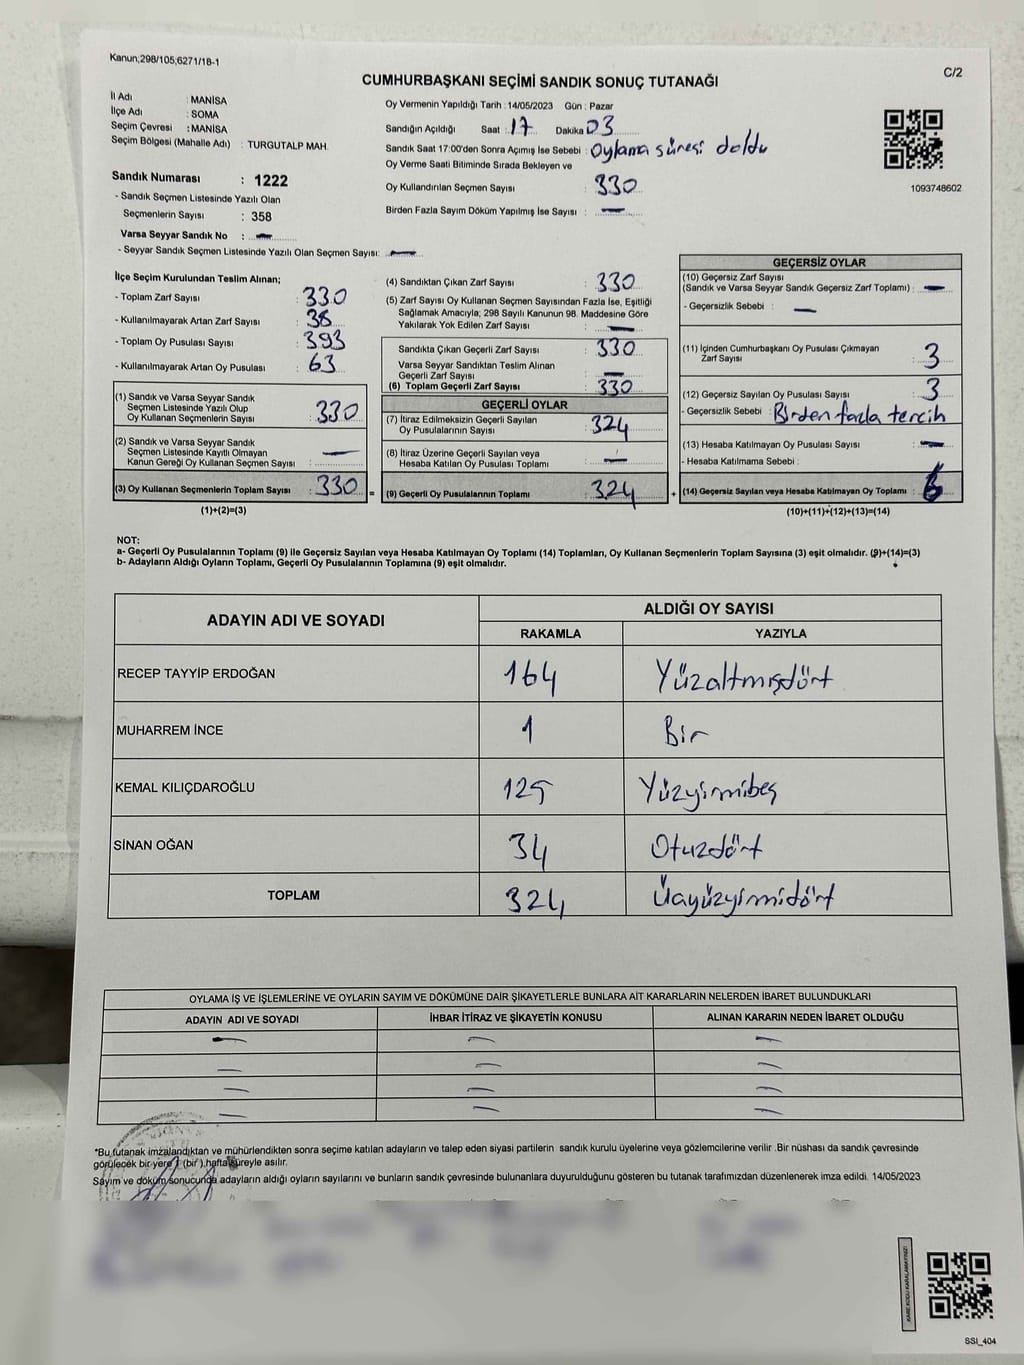 Kanun;298/105;6271/18-1
C/2
CUMHURBAŞKANI SEÇİMİ SANDIK SONUÇ TUTANAĞI
İl Adı : MANİSA
İlçe Adı : SOMA
Seçim Çevresi : MANİSA
Seçim Bölgesi (Mahalle Adı) : TURGUTALP MAH.
Sandık Numarası : 1222
- Sandık Seçmen Listesinde Yazılı Olan
Seçmenlerin Sayısı : 358
Varsa Seyyar Sandık No : —
- Seyyar Sandık Seçmen Listesinde Yazılı Olan Seçmen Sayısı: —
Oy Vermenin Yapıldığı Tarih : 14/05/2023 Gün : Pazar
Sandığın Açıldığı Saat : 17 Dakika 03
Sandık Saat 17:00'den Sonra Açımış İse Sebebi : Oylama süresi doldu
Oy Verme Saati Bitiminde Sırada Bekleyen ve
Oy Kullandırılan Seçmen Sayısı : 330
Birden Fazla Sayım Döküm Yapılmış İse Sayısı : —
1093748602
İlçe Seçim Kurulundan Teslim Alınan;
- Toplam Zarf Sayısı : 330
- Kullanılmayarak Artan Zarf Sayısı : 38
- Toplam Oy Pusulası Sayısı : 393
- Kullanılmayarak Artan Oy Pusulası : 63
(1) Sandık ve Varsa Seyyar Sandık
Seçmen Listesinde Yazılı Olup
Oy Kullanan Seçmenlerin Sayısı : 330
(2) Sandık ve Varsa Seyyar Sandık
Seçmen Listesinde Kayıtlı Olmayan
Kanun Gereği Oy Kullanan Seçmen Sayısı : —
(3) Oy Kullanan Seçmenlerin Toplam Sayısı : 330 =
(1)+(2)=(3)
(4) Sandıktan Çıkan Zarf Sayısı : 330
(5) Zarf Sayısı Oy Kullanan Seçmen Sayısından Fazla İse, Eşitliği
Sağlamak Amacıyla; 298 Sayılı Kanunun 98. Maddesine Göre
Yakılarak Yok Edilen Zarf Sayısı : —
Sandıkta Çıkan Geçerli Zarf Sayısı : 330
Varsa Seyyar Sandıktan Teslim Alınan
Geçerli Zarf Sayısı : —
(6) Toplam Geçerli Zarf Sayısı : 330
GEÇERLİ OYLAR
(7) İtiraz Edilmeksizin Geçerli Sayılan
Oy Pusulalarının Sayısı : 324
(8) İtiraz Üzerine Geçerli Sayılan veya
Hesaba Katılan Oy Pusulası Toplamı : —
(9) Geçerli Oy Pusulalarının Toplamı : 324 +
GEÇERSİZ OYLAR
(10) Geçersiz Zarf Sayısı
(Sandık ve Varsa Seyyar Sandık Geçersiz Zarf Toplamı) : —
- Geçersizlik Sebebi : —
(11) İçinden Cumhurbaşkanı Oy Pusulası Çıkmayan
Zarf Sayısı : 3
(12) Geçersiz Sayılan Oy Pusulası Sayısı : 3
- Geçersizlik Sebebi : Birden fazla tercih
(13) Hesaba Katılmayan Oy Pusulası Sayısı : —
- Hesaba Katılmama Sebebi :
(14) Geçersiz Sayılan veya Hesaba Katılmayan Oy Toplamı : 6
(10)+(11)+(12)+(13)=(14)
NOT:
a- Geçerli Oy Pusulalarının Toplamı (9) ile Geçersiz Sayılan veya Hesaba Katılmayan Oy Toplamı (14) Toplamları, Oy Kullanan Seçmenlerin Toplam Sayısına (3) eşit olmalıdır. (9)+(14)=(3)
b- Adayların Aldığı Oyların Toplamı, Geçerli Oy Pusulalarının Toplamına (9) eşit olmalıdır.
ADAYIN ADI VE SOYADI ALDIĞI OY SAYISI
RAKAMLA YAZIYLA
RECEP TAYYİP ERDOĞAN 164 Yüzaltmışdört
MUHARREM İNCE 1 Bir
KEMAL KILIÇDAROĞLU 125 Yüzyirmibeş
SİNAN OĞAN 34 Otuzdört
TOPLAM 324 Üçyüzyirmidört
OYLAMA İŞ VE İŞLEMLERİNE VE OYLARIN SAYIM VE DÖKÜMÜNE DAİR ŞİKAYETLERLE BUNLARA AİT KARARLARIN NELERDEN İBARET BULUNDUKLARI
ADAYIN ADI VE SOYADI İHBAR İTİRAZ VE ŞİKAYETİN KONUSU ALINAN KARARIN NEDEN İBARET OLDUĞU
— — —
— — —
— — —
— — —
*Bu tutanak imzalandıktan ve mühürlendikten sonra seçime katılan adayların ve talep eden siyasi partilerin sandık kurulu üyelerine veya gözlemcilerine verilir .Bir nüshası da sandık çevresinde
görülecek bir yere 1 (bir ) hafta süreyle asılır.
Sayım ve döküm sonucunda adayların aldığı oyların sayılarını ve bunların sandık çevresinde bulunanlara duyurulduğunu gösteren bu tutanak tarafımızdan düzenlenerek imza edildi. 14/05/2023
KARE KODU KARALAMAYINIZ!
SSI_404